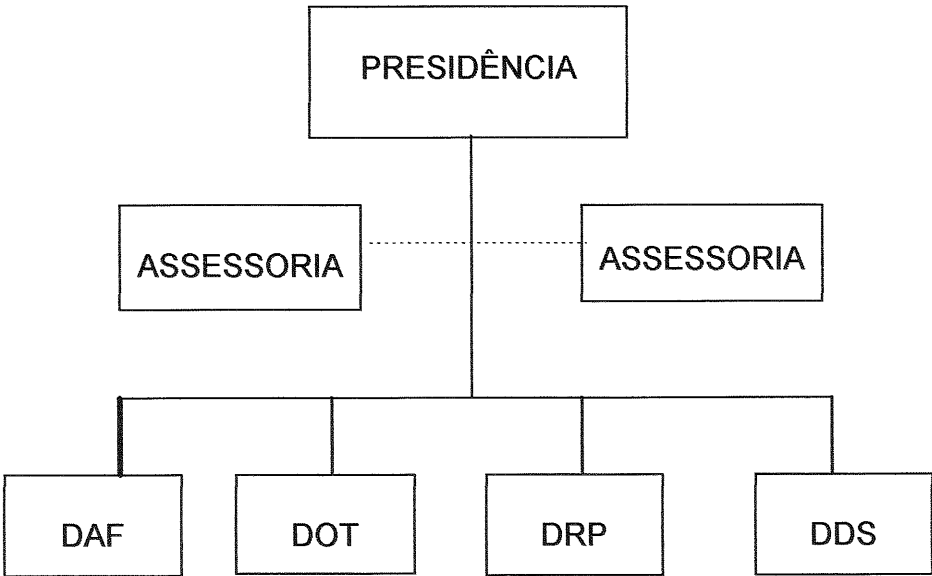 PRESIDÊNCIA
ASSESSORIA
ASSESSORIA
DAF
DOT
DRP
DDS